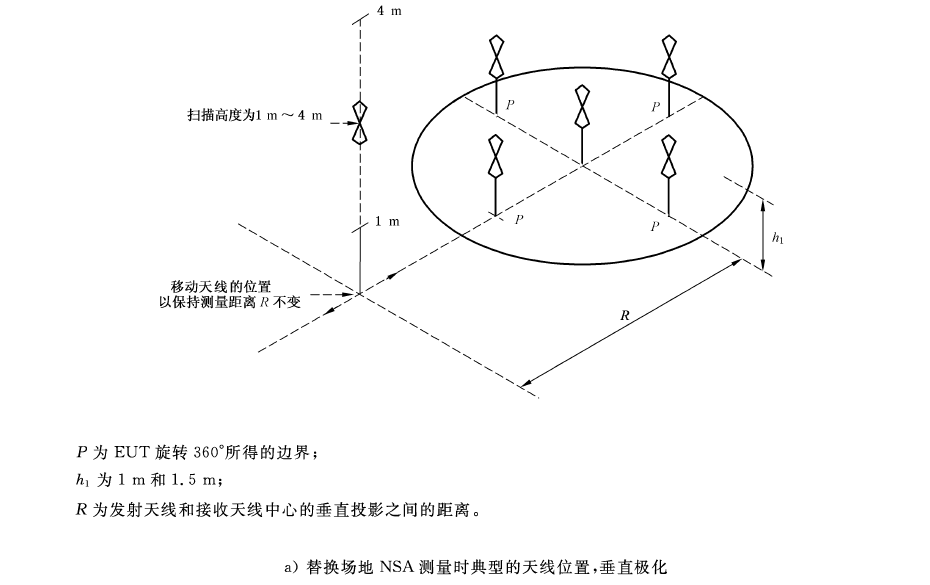 4 m
扫描高度为1 m～4 m
P
P
1 m
P
P
h₁
移动天线的位置
以保持测量距离 R 不变
R
P 为 EUT 旋转 360°所得的边界；
h₁ 为 1 m 和 1.5 m；
R 为发射天线和接收天线中心的垂直投影之间的距离。
a) 替换场地 NSA 测量时典型的天线位置，垂直极化